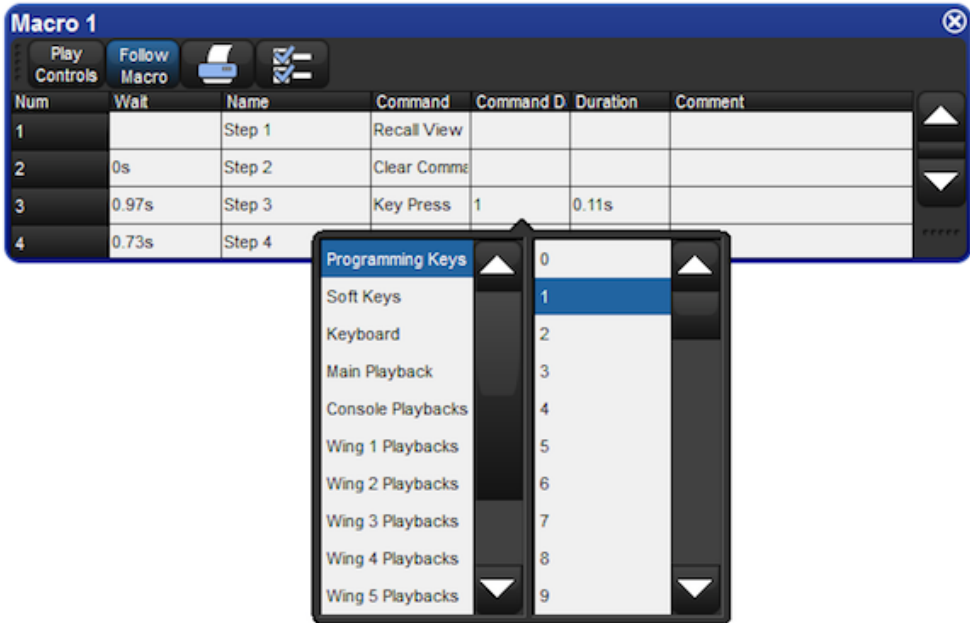 Macro 1
Play Controls Follow Macro
Num Wait Name Command Command D Duration Comment
1 Step 1 Recall View
2 0s Step 2 Clear Comma
3 0.97s Step 3 Key Press 1 0.11s
4 0.73s Step 4
Programming Keys 0
Soft Keys 1
Keyboard 2
Main Playback 3
Console Playbacks 4
Wing 1 Playbacks 5
Wing 2 Playbacks 6
Wing 3 Playbacks 7
Wing 4 Playbacks 8
Wing 5 Playbacks 9